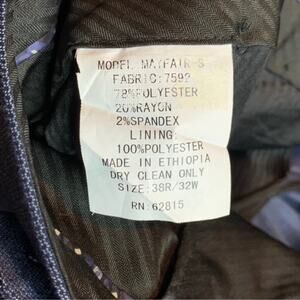 MODEL MAYFAIR-S
FABRIC:7592
78%POLYESTER
20%RAYON
2%SPANDEX
LINING:
100%POLYESTER
MADE IN ETHIOPIA
DRY CLEAN ONLY
SIZE:38R/32W
RN:62815